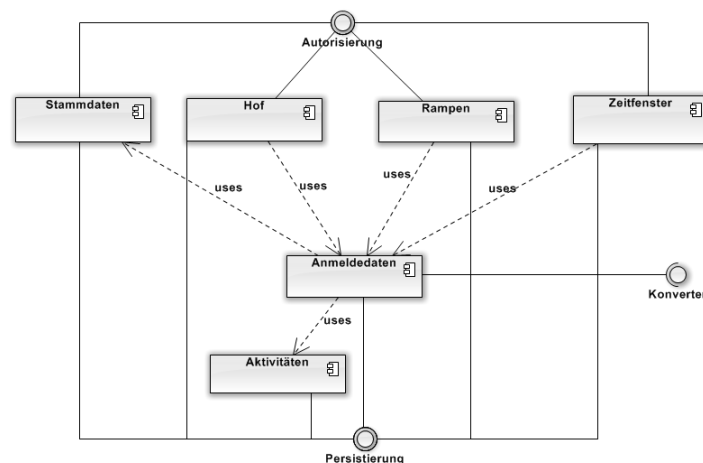 Autorisierung
Stammdaten
Hof
Rampen
Zeitfenster
uses
uses
uses
uses
Anmeldedaten
Konverter
uses
Aktivitäten
Persistierung